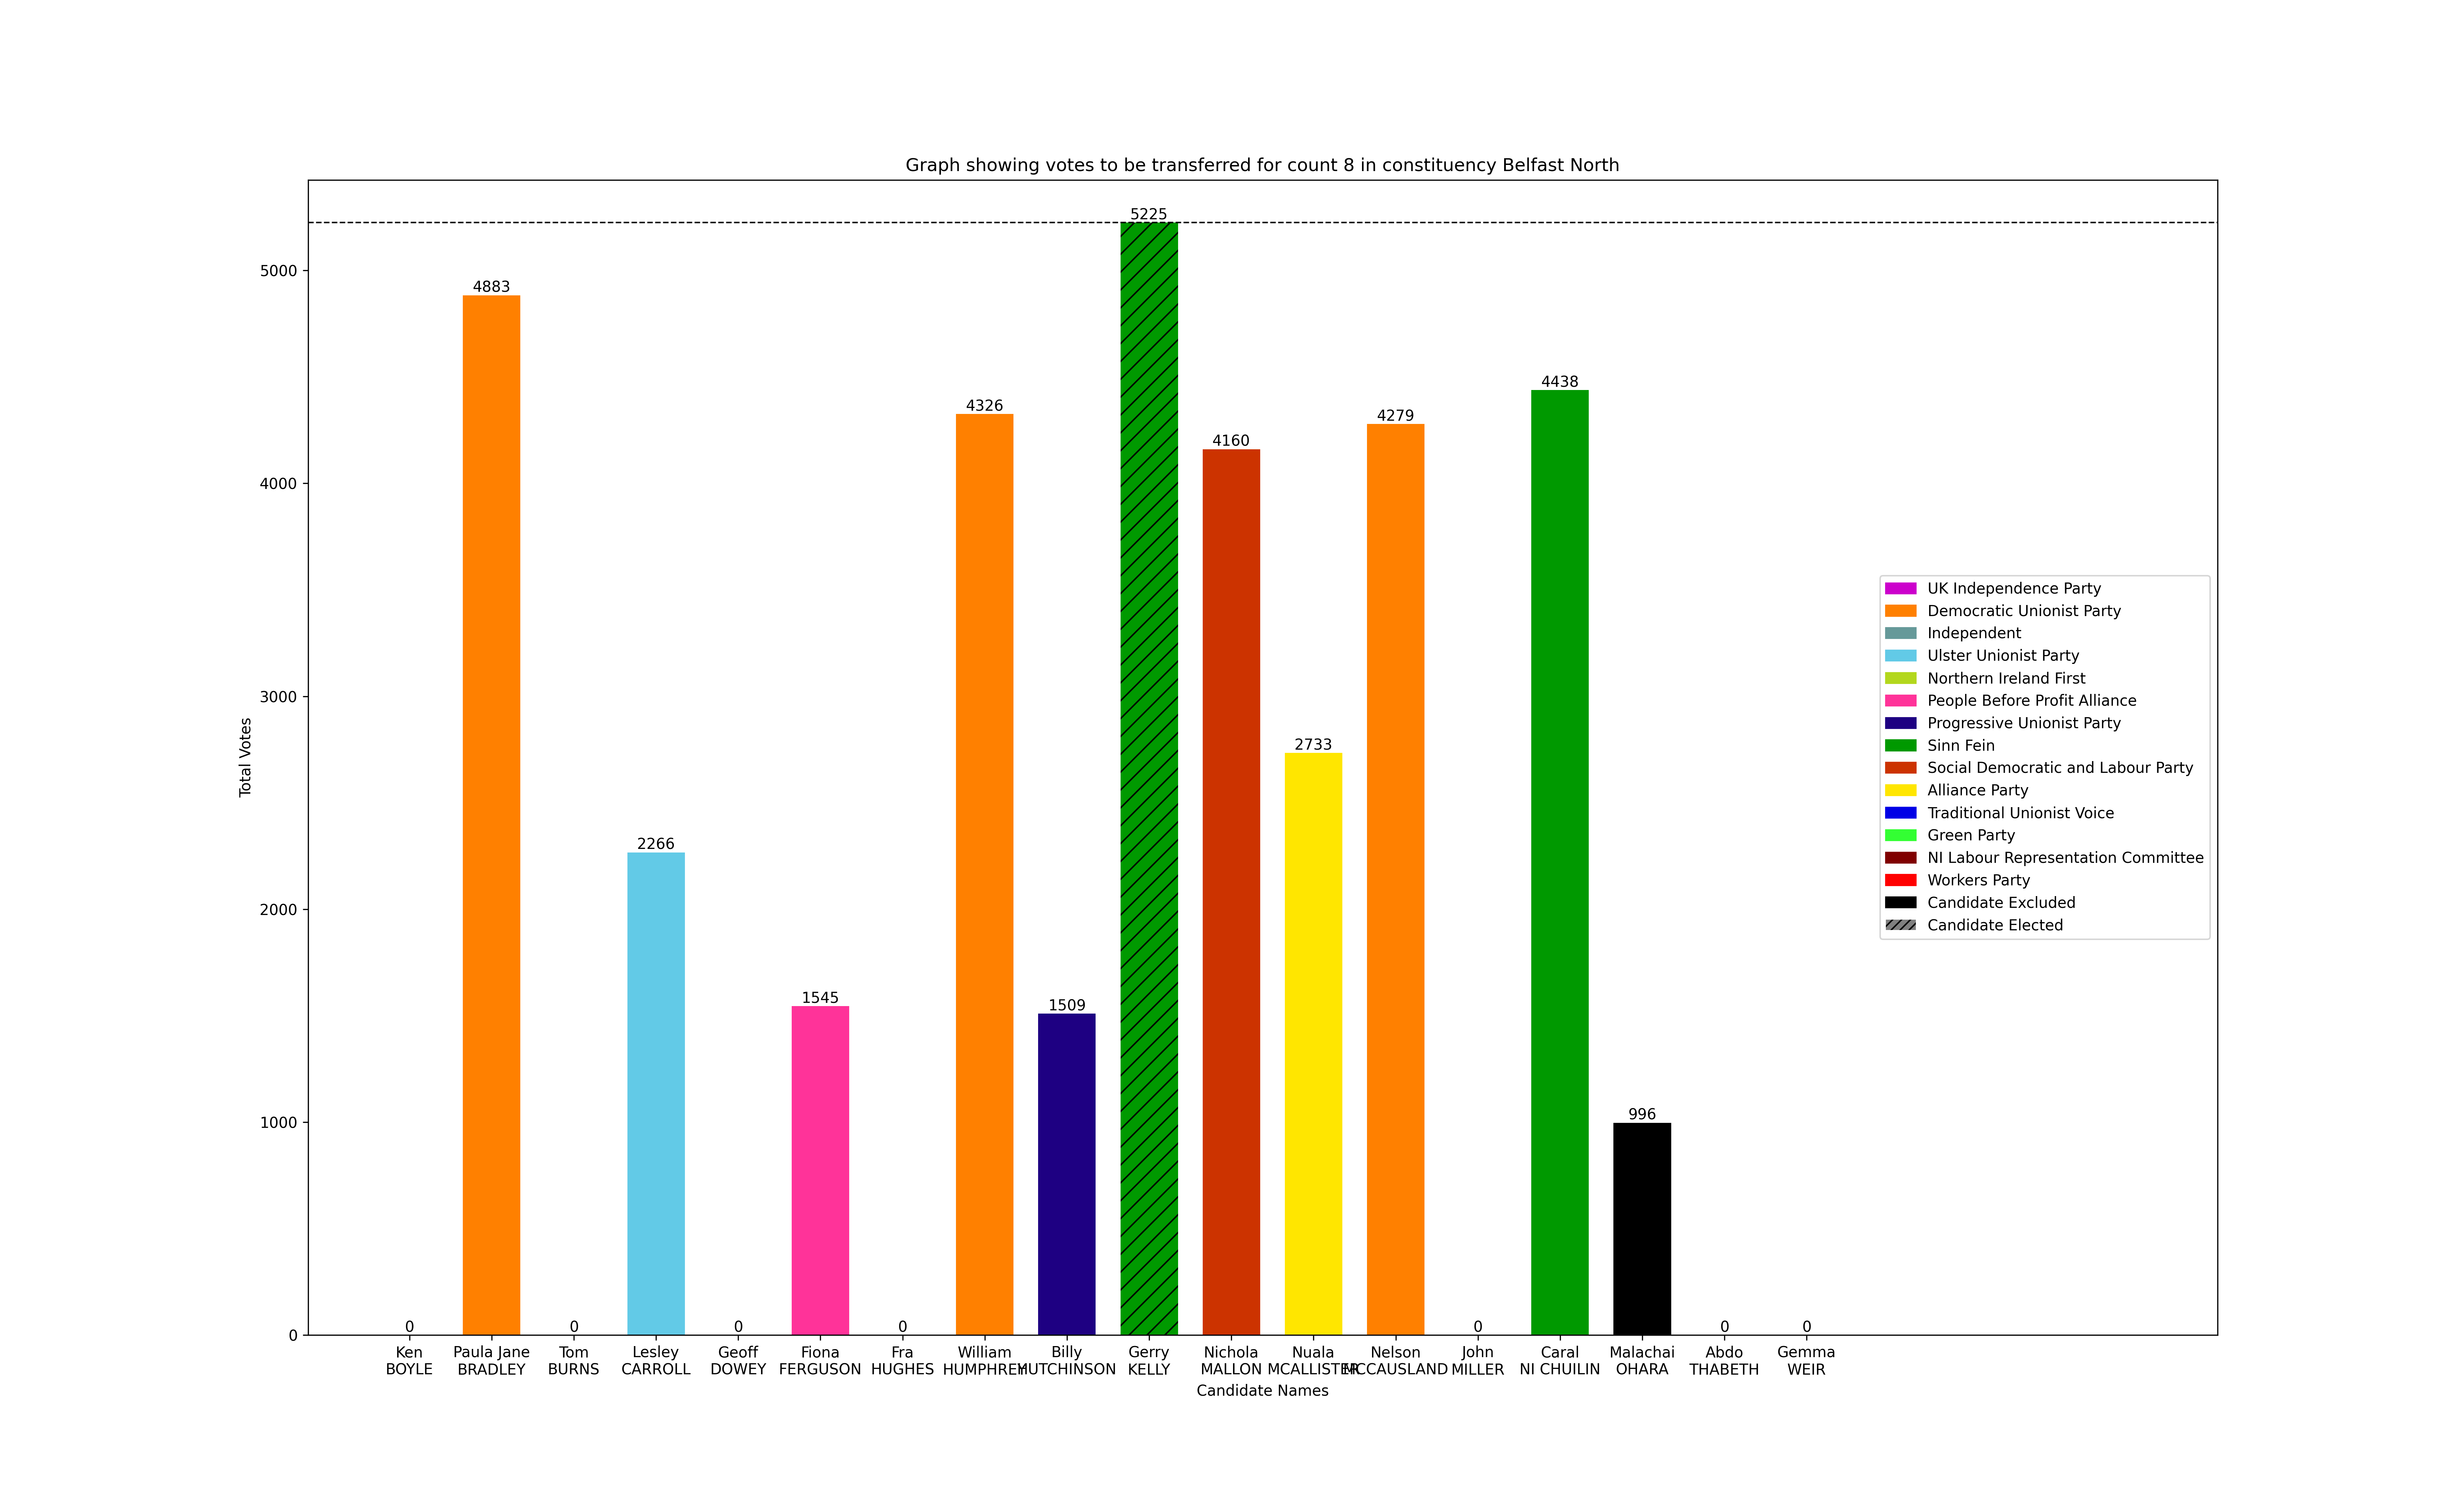 Graph showing votes to be transferred for count 8 in constituency Belfast North
Total Votes
5000
4000
3000
2000
1000
0
0
4883
0
2266
0
1545
0
4326
1509
5225
4160
2733
4279
0
4438
996
0
0
Ken
BOYLE
Paula Jane
BRADLEY
Tom
BURNS
Lesley
CARROLL
Geoff
DOWEY
Fiona
FERGUSON
Fra
HUGHES
William
HUMPHREY
Billy
HUTCHINSON
Gerry
KELLY
Nichola
MALLON
Nuala
MCALLISTER
Nelson
MCCAUSLAND
John
MILLER
Caral
NI CHUILIN
Malachai
OHARA
Abdo
THABETH
Gemma
WEIR
Candidate Names
UK Independence Party
Democratic Unionist Party
Independent
Ulster Unionist Party
Northern Ireland First
People Before Profit Alliance
Progressive Unionist Party
Sinn Fein
Social Democratic and Labour Party
Alliance Party
Traditional Unionist Voice
Green Party
NI Labour Representation Committee
Workers Party
Candidate Excluded
Candidate Elected